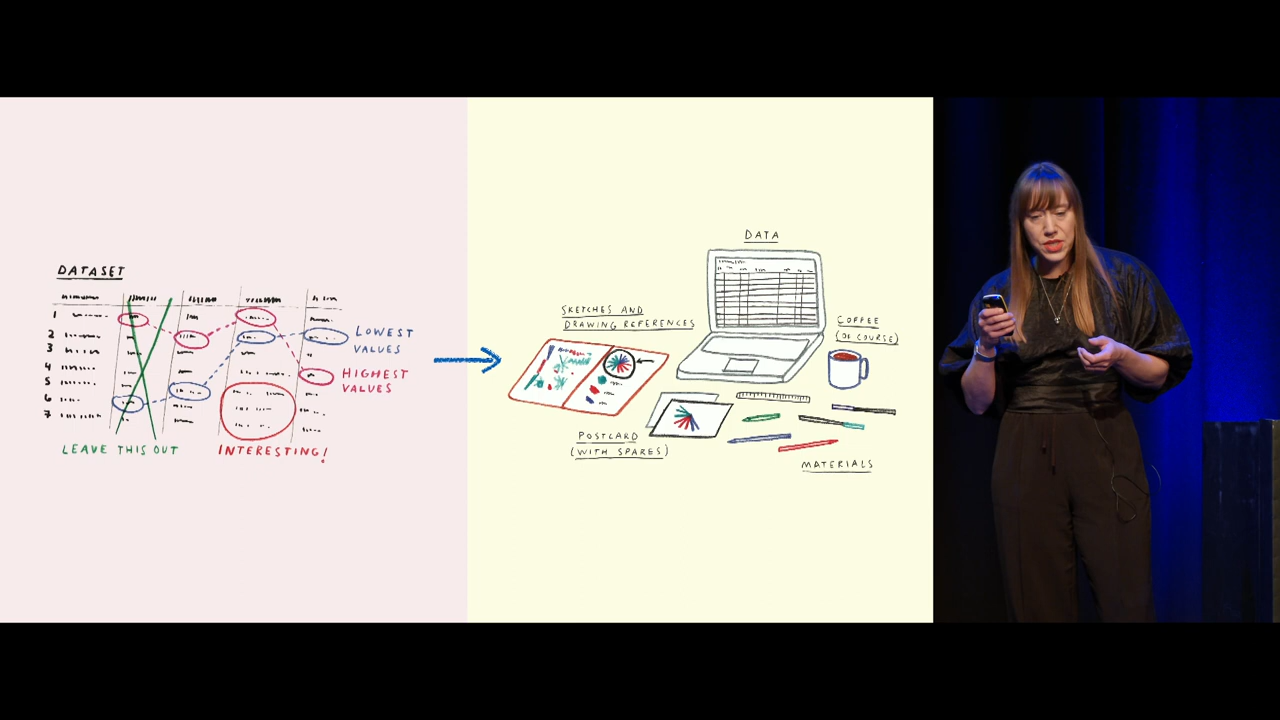 DATASET
1
2
3
4
5
6
7
LOWEST
VALUES
HIGHEST
VALUES
LEAVE THIS OUT
INTERESTING!
DATA
SKETCHES AND
DRAWING REFERENCES
COFFEE
(OF COURSE)
POSTCARD
(WITH SPARES)
MATERIALS